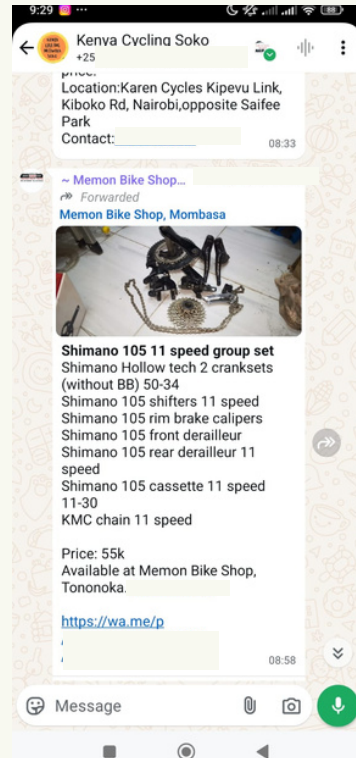 9:29
88
Kenya Cycling Soko
+25
price:
Location:Karen Cycles Kipevu Link,
Kiboko Rd, Nairobi,opposite Saifee
Park
Contact:
08:33
~ Memon Bike Shop...
Forwarded
Memon Bike Shop, Mombasa
Shimano 105 11 speed group set
Shimano Hollow tech 2 cranksets
(without BB) 50-34
Shimano 105 shifters 11 speed
Shimano 105 rim brake calipers
Shimano 105 front derailleur
Shimano 105 rear derailleur 11
speed
Shimano 105 cassette 11 speed
11-30
KMC chain 11 speed
Price: 55k
Available at Memon Bike Shop,
Tononoka.
https://wa.me/p
08:58
Message